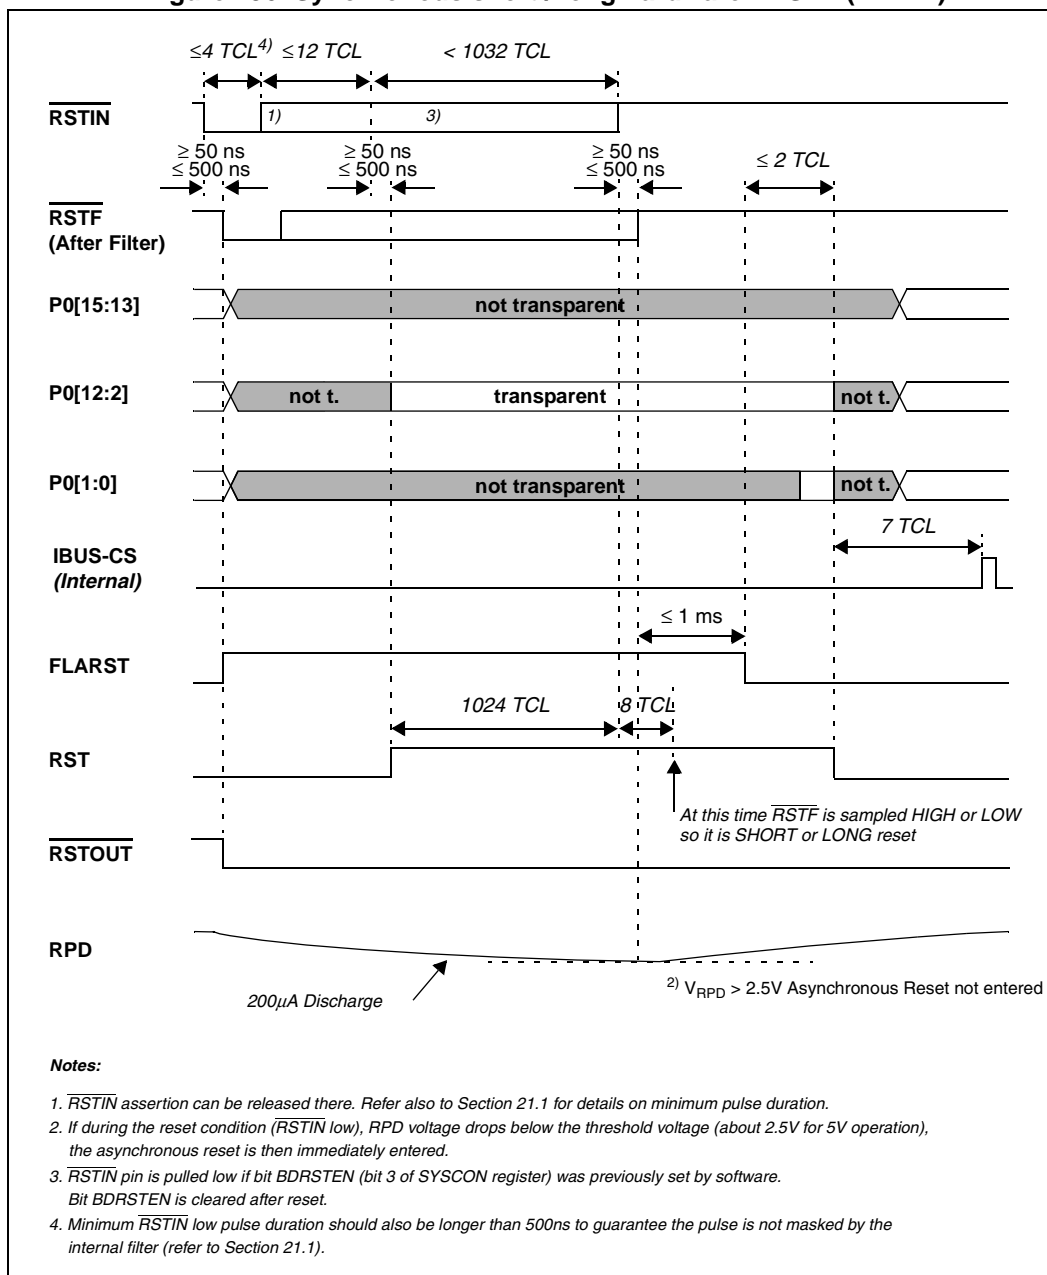 ≤4 TCL4) ≤12 TCL < 1032 TCL
RSTIN
1) 3)
≥ 50 ns ≥ 50 ns ≥ 50 ns
≤ 500 ns ≤ 500 ns ≤ 500 ns ≤ 2 TCL
RSTF
(After Filter)
P0[15:13] not transparent
P0[12:2] not t. transparent not t.
P0[1:0] not transparent not t.
7 TCL
IBUS-CS
(Internal)
≤ 1 ms
FLARST
1024 TCL 8 TCL
RST
At this time RSTF is sampled HIGH or LOW
so it is SHORT or LONG reset
RSTOUT
RPD
200µA Discharge
2) VRPD > 2.5V Asynchronous Reset not entered
Notes:
1. RSTIN assertion can be released there. Refer also to Section 21.1 for details on minimum pulse duration.
2. If during the reset condition (RSTIN low), RPD voltage drops below the threshold voltage (about 2.5V for 5V operation),
the asynchronous reset is then immediately entered.
3. RSTIN pin is pulled low if bit BDRSTEN (bit 3 of SYSCON register) was previously set by software.
Bit BDRSTEN is cleared after reset.
4. Minimum RSTIN low pulse duration should also be longer than 500ns to guarantee the pulse is not masked by the
internal filter (refer to Section 21.1).